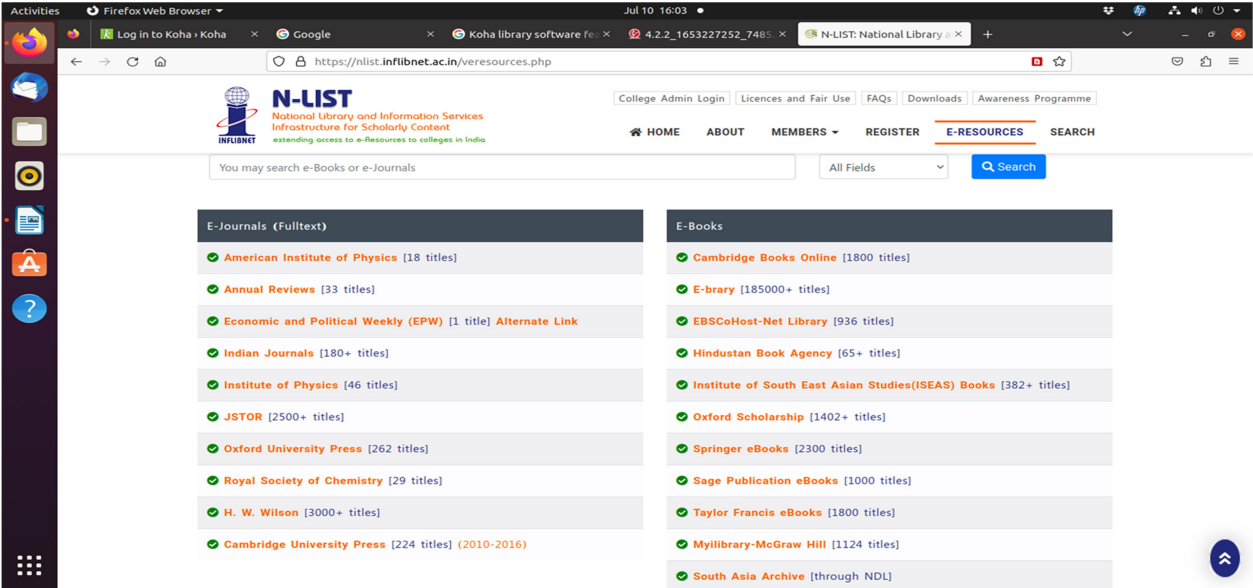 Activities Firefox Web Browser Jul 10 16:03
Log in to Koha › Koha × Google × Koha library software fea × 4.2.2_1653227252_7485 × N-LIST: National Library a × +
https://nlist.inflibnet.ac.in/veresources.php
INFLIBNET
N-LIST
National Library and Information Services
Infrastructure for Scholarly Content
extending access to e-Resources to colleges in India
College Admin Login Licences and Fair Use FAQs Downloads Awareness Programme
HOME ABOUT MEMBERS REGISTER E-RESOURCES SEARCH
You may search e-Books or e-Journals All Fields Search
E-Journals (Fulltext)
American Institute of Physics [18 titles]
Annual Reviews [33 titles]
Economic and Political Weekly (EPW) [1 title] Alternate Link
Indian Journals [180+ titles]
Institute of Physics [46 titles]
JSTOR [2500+ titles]
Oxford University Press [262 titles]
Royal Society of Chemistry [29 titles]
H. W. Wilson [3000+ titles]
Cambridge University Press [224 titles] (2010-2016)
E-Books
Cambridge Books Online [1800 titles]
E-brary [185000+ titles]
EBSCoHost-Net Library [936 titles]
Hindustan Book Agency [65+ titles]
Institute of South East Asian Studies(ISEAS) Books [382+ titles]
Oxford Scholarship [1402+ titles]
Springer eBooks [2300 titles]
Sage Publication eBooks [1000 titles]
Taylor Francis eBooks [1800 titles]
Myilibrary-McGraw Hill [1124 titles]
South Asia Archive [through NDL]